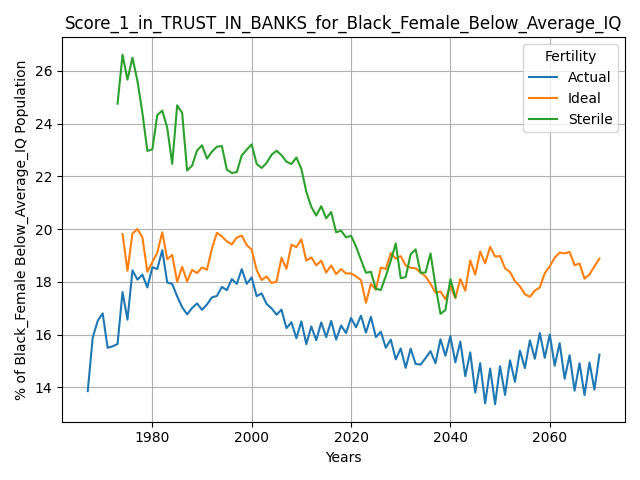 Score_1_in_TRUST_IN_BANKS_for_Black_Female_Below_Average_IQ
% of Black_Female Below_Average_IQ Population
26
24
22
20
18
16
14
Fertility
Actual
Ideal
Sterile
1980 2000 2020 2040 2060
Years